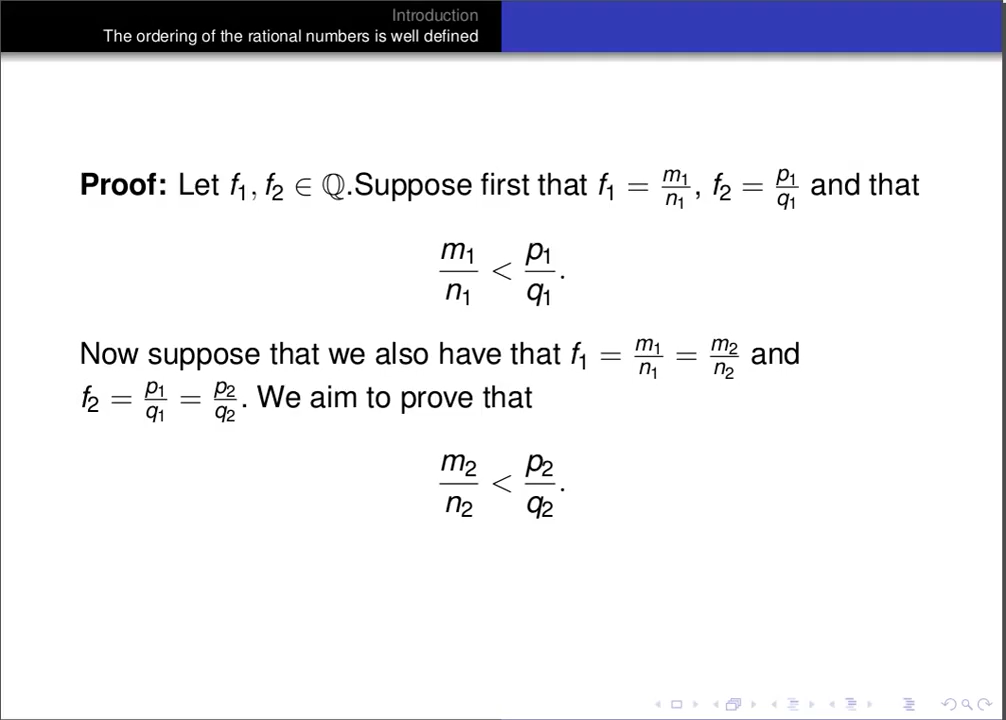 Introduction
The ordering of the rational numbers is well defined
Proof: Let f₁, f₂ ∈ ℚ.Suppose first that f₁ = m₁/n₁, f₂ = p₁/q₁ and that
m₁/n₁ < p₁/q₁.
Now suppose that we also have that f₁ = m₁/n₁ = m₂/n₂ and
f₂ = p₁/q₁ = p₂/q₂. We aim to prove that
m₂/n₂ < p₂/q₂.